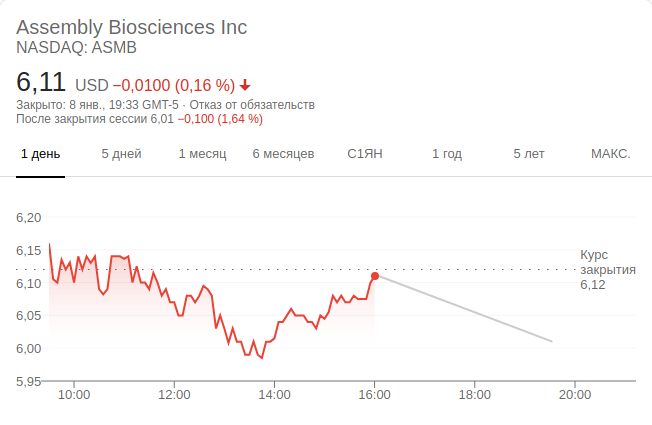 Assembly Biosciences Inc
NASDAQ: ASMB
6,11 USD −0,0100 (0,16 %)
Закрыто: 8 янв., 19:33 GMT-5 · Отказ от обязательств
После закрытия сессии 6,01 −0,100 (1,64 %)
1 день 5 дней 1 месяц 6 месяцев С1ЯН 1 год 5 лет МАКС.
6,20
6,15
6,10
6,05
6,00
5,95
Курс
закрытия
6,12
10:00 12:00 14:00 16:00 18:00 20:00